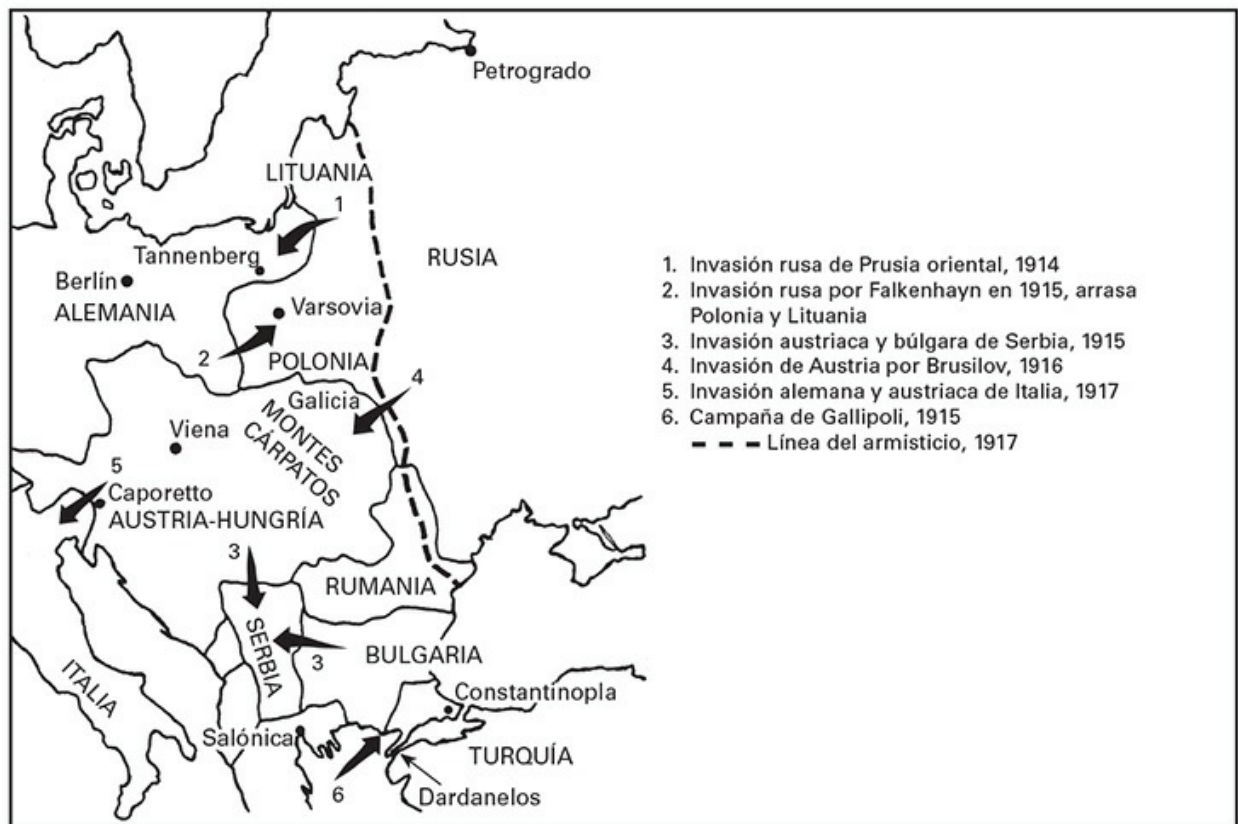 Petrogrado
LITUANIA
1
RUSIA
Tannenberg
Berlín
ALEMANIA
Varsovia
2
POLONIA
4
Galicia
MONTES
CÁRPATOS
Viena
5
Caporetto
AUSTRIA-HUNGRÍA
3
RUMANIA
SERBIA
3
BULGARIA
ITALIA
Constantinopla
Salónica
TURQUÍA
6
Dardanelos
1. Invasión rusa de Prusia oriental, 1914
2. Invasión rusa por Falkenhayn en 1915, arrasa
Polonia y Lituania
3. Invasión austriaca y búlgara de Serbia, 1915
4. Invasión de Austria por Brusilov, 1916
5. Invasión alemana y austriaca de Italia, 1917
6. Campaña de Gallipoli, 1915
Línea del armisticio, 1917